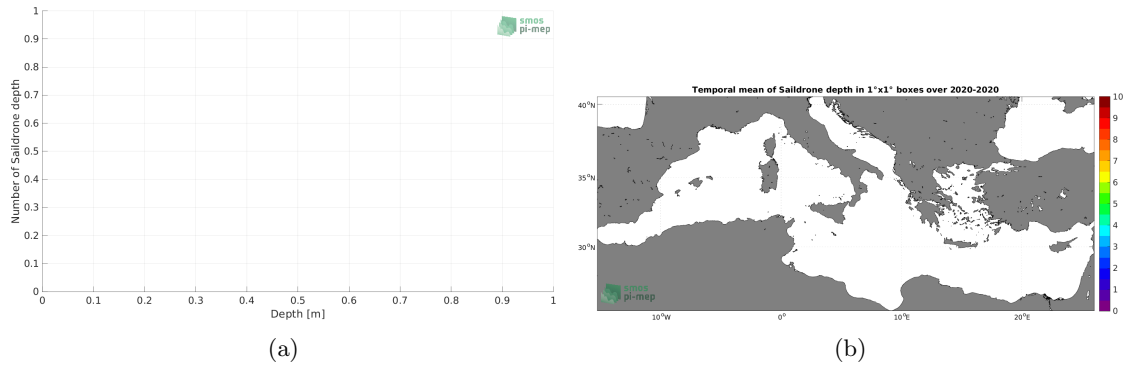 1
0.9
0.8
0.7
0.6
0.5
0.4
0.3
0.2
0.1
0
Number of Saildrone depth
0 0.1 0.2 0.3 0.4 0.5 0.6 0.7 0.8 0.9 1
Depth [m]
smos
pi-mep
(a)
Temporal mean of Saildrone depth in 1°x1° boxes over 2020-2020
40°N
35°N
30°N
10°W 0° 10°E 20°E
smos
pi-mep
10
9
8
7
6
5
4
3
2
1
0
(b)